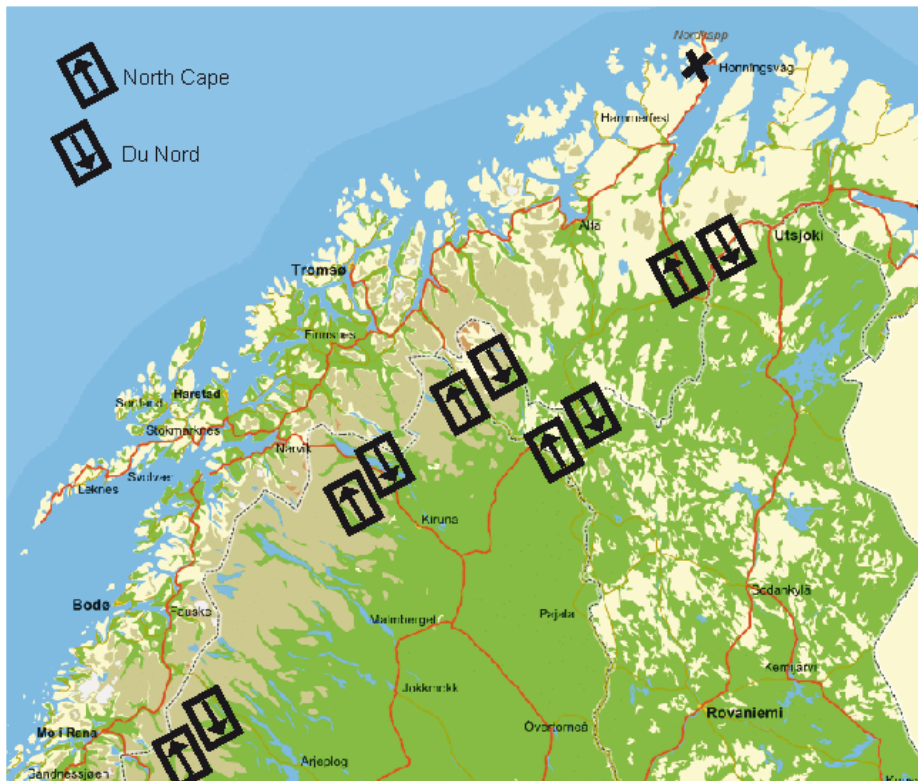 Nordkapp
North Cape
Honningsvåg
Hammerfest
Du Nord
Alta
Utsjoki
Tromsø
Finnsnes
Harstad
Sortland
Stokmarknes
Narvik
Svolvær
Leknes
Kiruna
Sodankylä
Bodø
Fauske
Malmberget
Pajala
Kemijärvi
Jokkmokk
Rovaniemi
Mo i Rana
Övertorneå
Sandnessjøen
Arjeplog